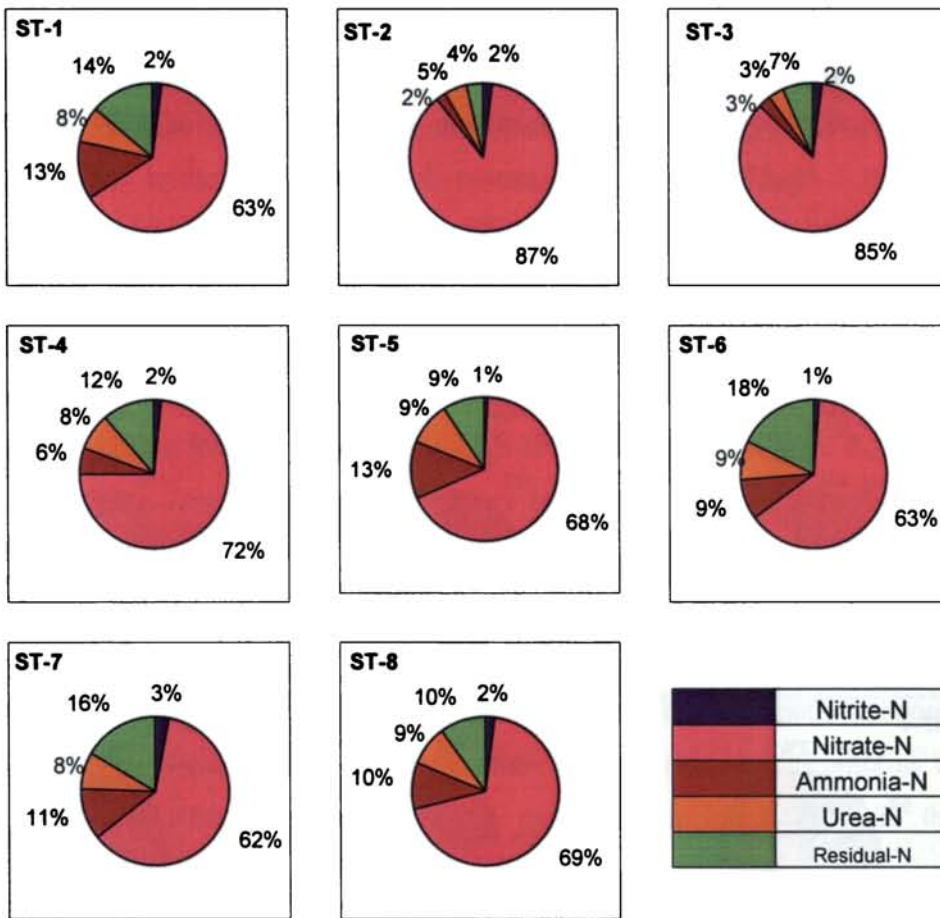 ST-1
14% 2%
8%
13%
63%
ST-2
4% 2%
5%
2%
87%
ST-3
3% 7% 2%
3%
85%
ST-4
12% 2%
8%
6%
72%
ST-5
9% 1%
9%
13%
68%
ST-6
18% 1%
9%
9%
63%
ST-7
16% 3%
8%
11%
62%
ST-8
10% 2%
9%
10%
69%
Nitrite-N
Nitrate-N
Ammonia-N
Urea-N
Residual-N